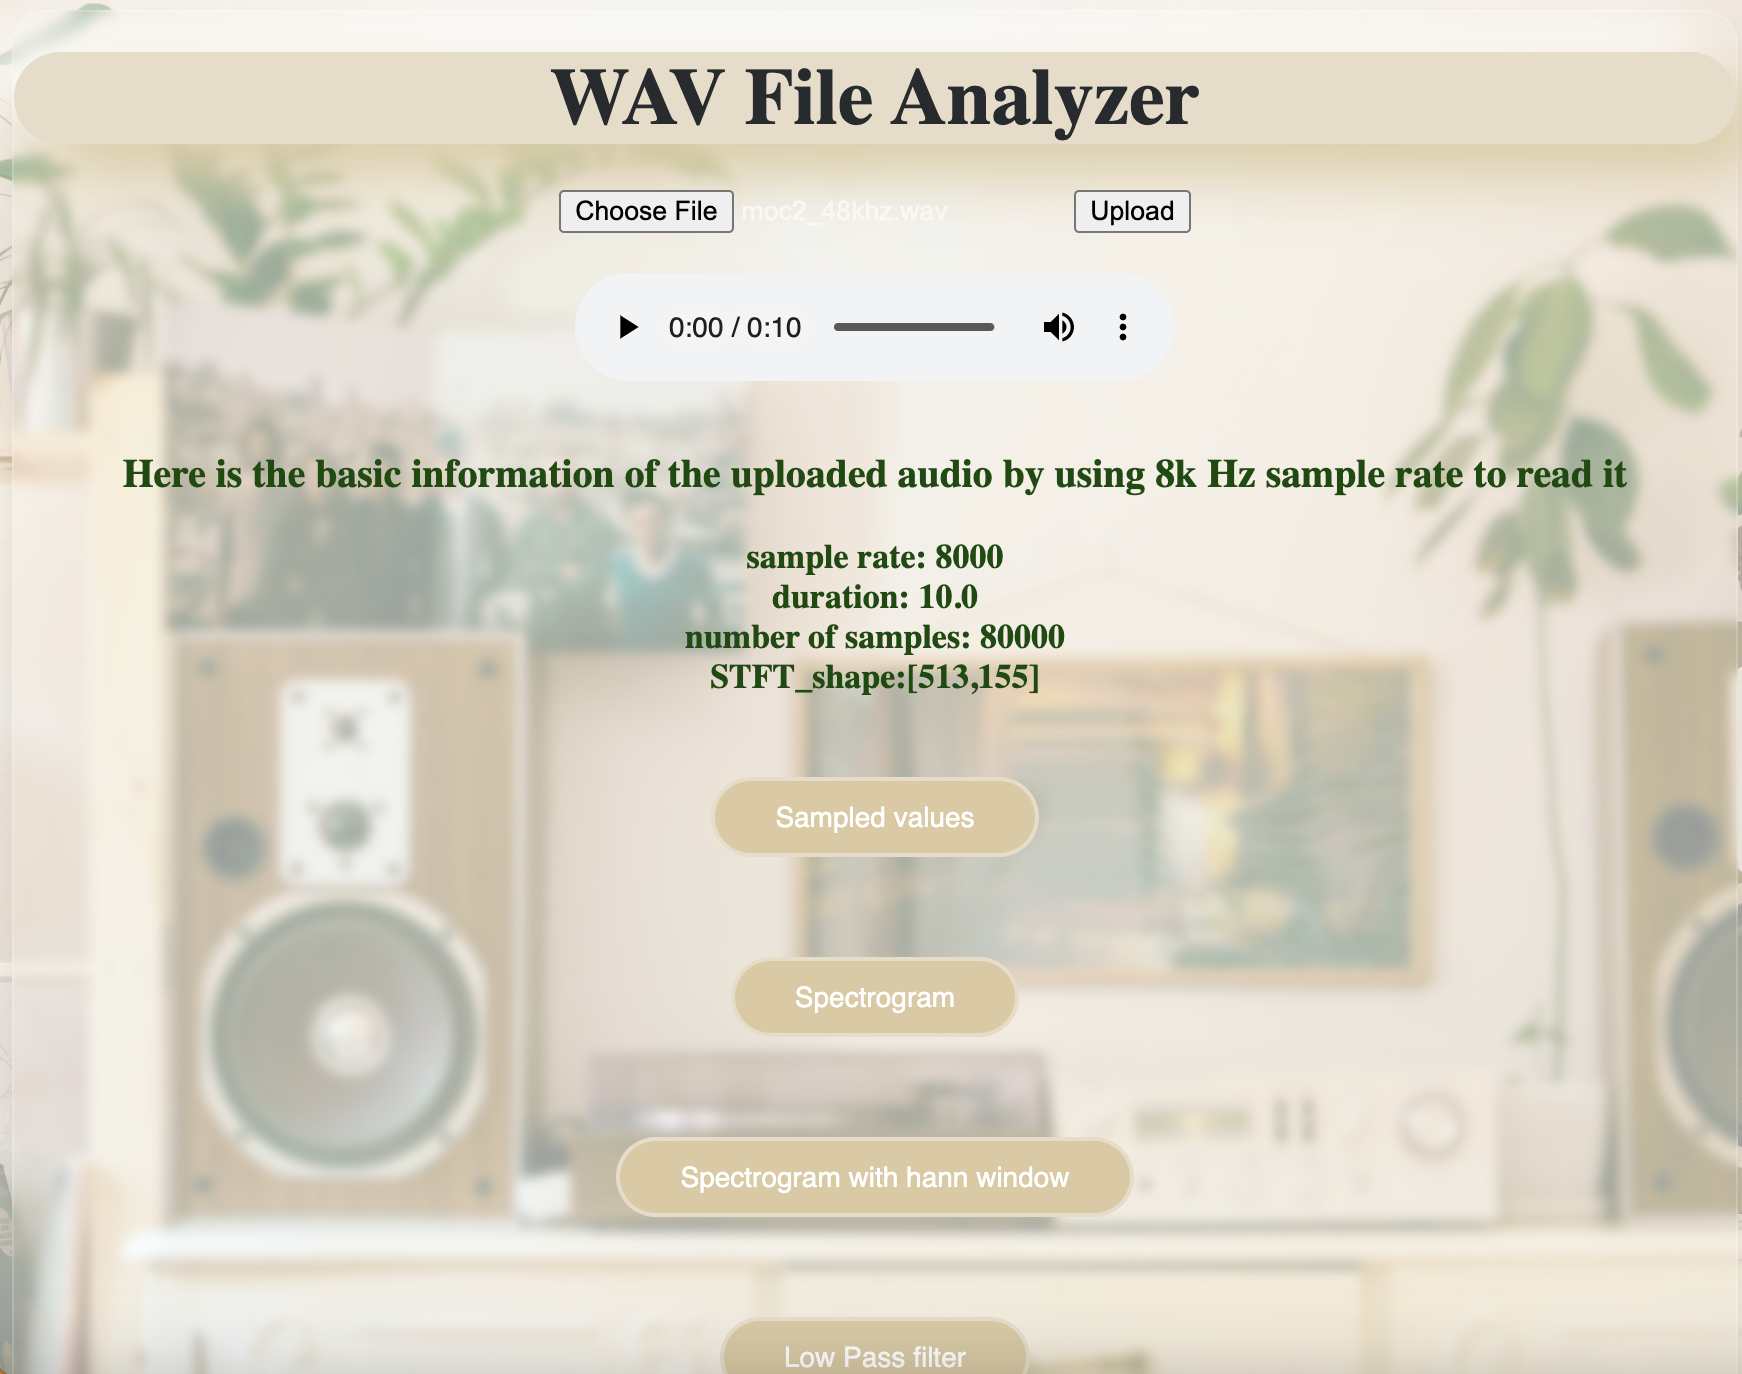 WAV File Analyzer
Choose File moc2_48khz.wav Upload
0:00 / 0:10
Here is the basic information of the uploaded audio by using 8k Hz sample rate to read it
sample rate: 8000
duration: 10.0
number of samples: 80000
STFT_shape:[513,155]
Sampled values
Spectrogram
Spectrogram with hann window
Low Pass filter